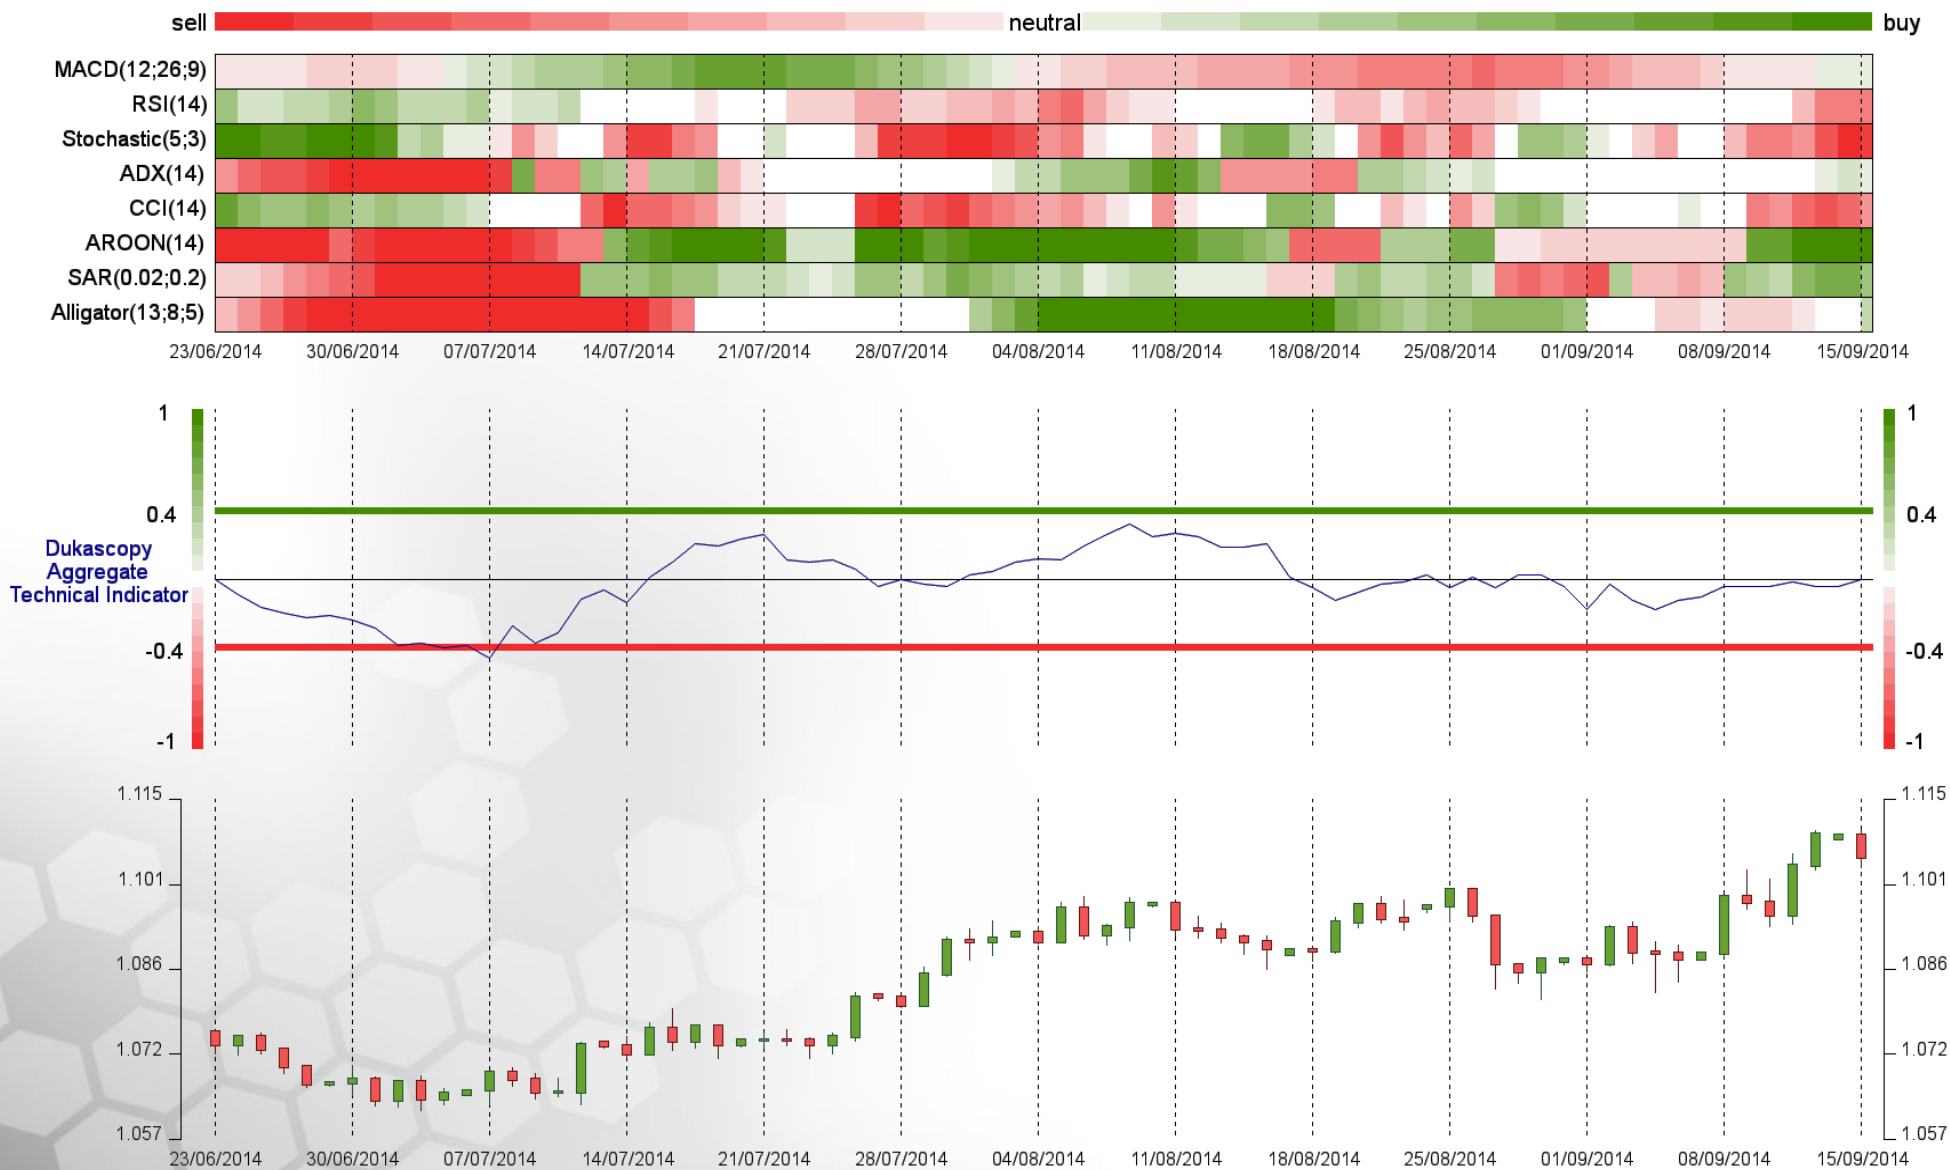 sell neutral buy
MACD(12;26;9)
RSI(14)
Stochastic(5;3)
ADX(14)
CCI(14)
AROON(14)
SAR(0.02;0.2)
Alligator(13;8;5)
23/06/2014 30/06/2014 07/07/2014 14/07/2014 21/07/2014 28/07/2014 04/08/2014 11/08/2014 18/08/2014 25/08/2014 01/09/2014 08/09/2014 15/09/2014
1 1
0.4 0.4
Dukascopy
Aggregate
Technical Indicator
-0.4 -0.4
-1 -1
1.115 1.115
1.101 1.101
1.086 1.086
1.072 1.072
1.057 1.057
23/06/2014 30/06/2014 07/07/2014 14/07/2014 21/07/2014 28/07/2014 04/08/2014 11/08/2014 18/08/2014 25/08/2014 01/09/2014 08/09/2014 15/09/2014